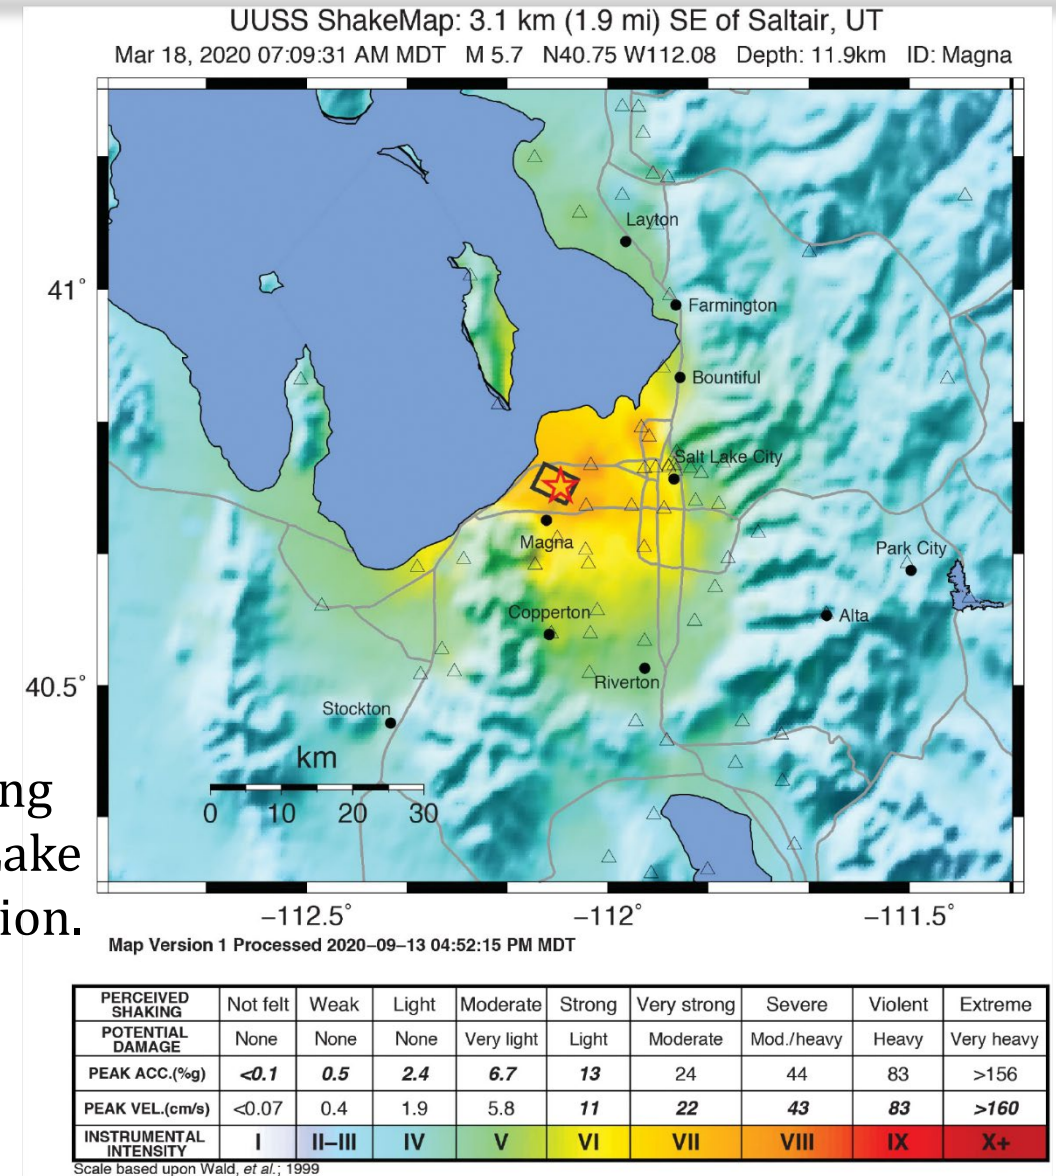 UUSS ShakeMap: 3.1 km (1.9 mi) SE of Saltair, UT
Mar 18, 2020 07:09:31 AM MDT M 5.7 N40.75 W112.08 Depth: 11.9km ID: Magna
Layton
41°
Farmington
Bountiful
Salt Lake City
Magna
Park City
Copperton
Alta
40.5°
Riverton
Stockton
km
0 10 20 30
ng
Lake
ion.
−112.5° −112° −111.5°
Map Version 1 Processed 2020−09−13 04:52:15 PM MDT
PERCEIVED SHAKING Not felt Weak Light Moderate Strong Very strong Severe Violent Extreme
POTENTIAL DAMAGE None None None Very light Light Moderate Mod./heavy Heavy Very heavy
PEAK ACC.(%g) <0.1 0.5 2.4 6.7 13 24 44 83 >156
PEAK VEL.(cm/s) <0.07 0.4 1.9 5.8 11 22 43 83 >160
INSTRUMENTAL INTENSITY I II–III IV V VI VII VIII IX X+
Scale based upon Wald, et al.; 1999